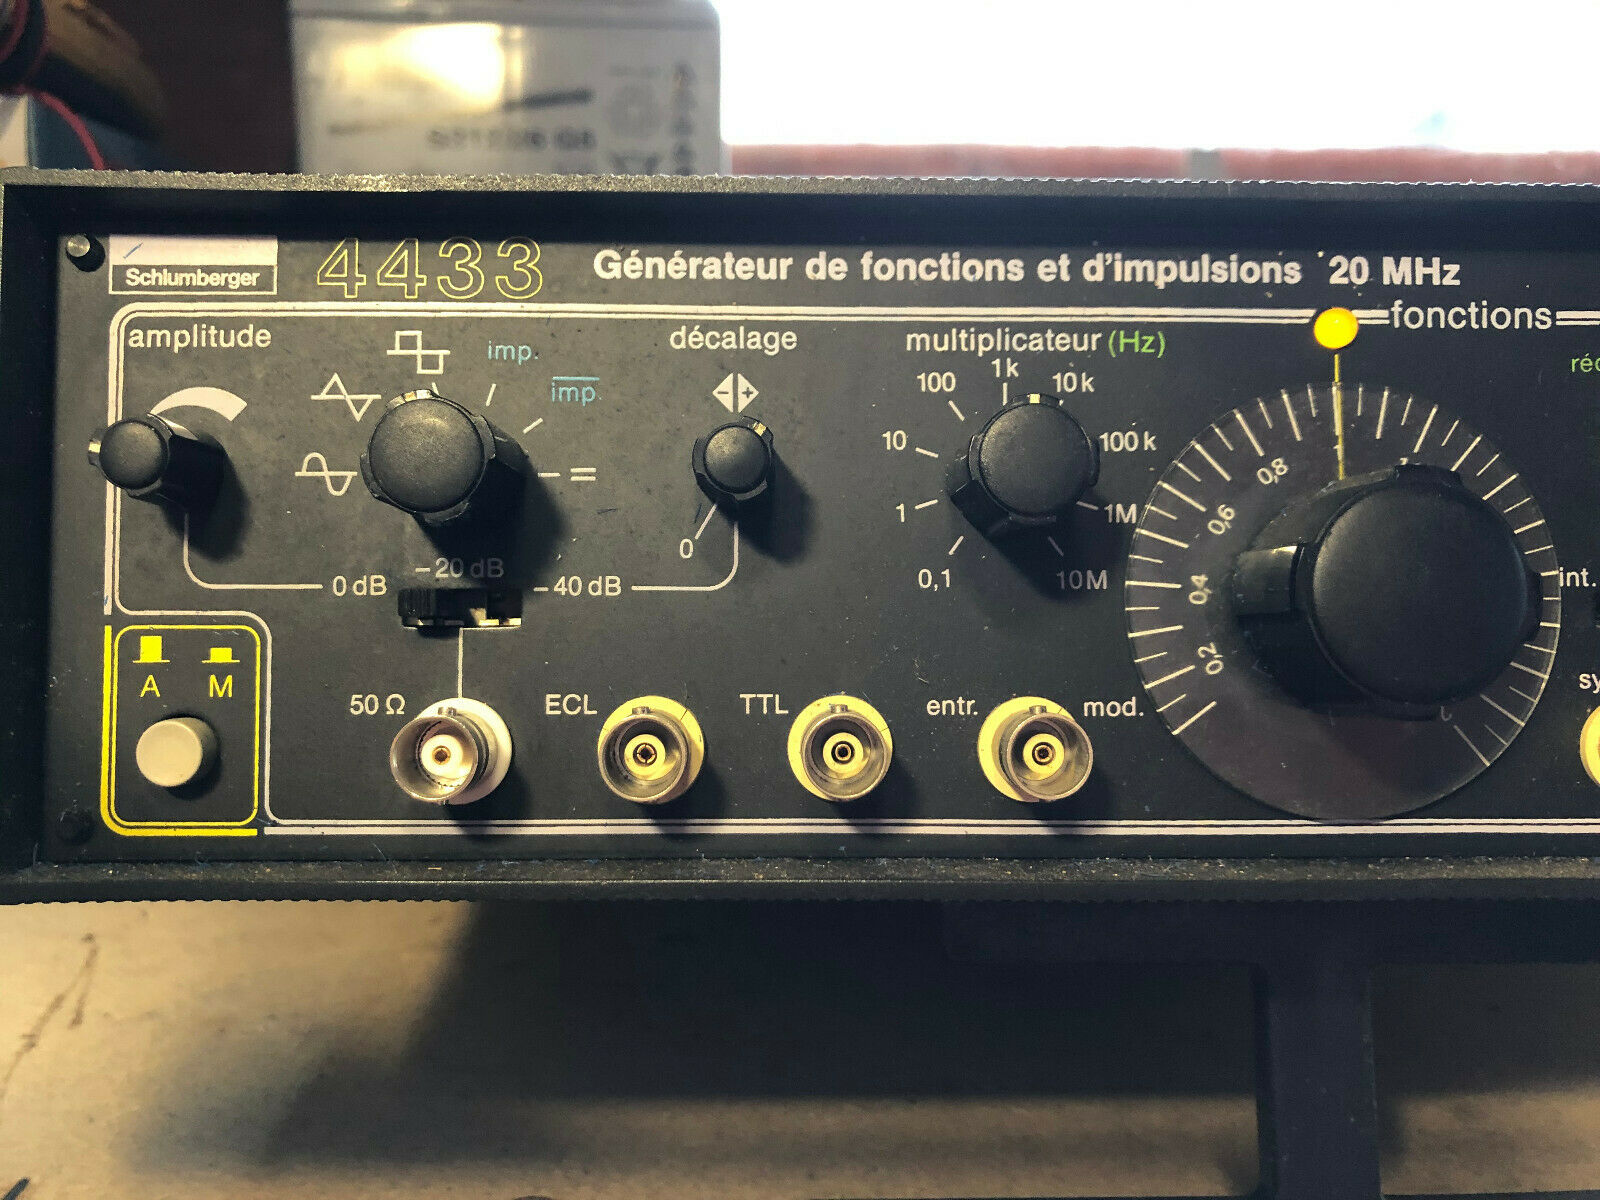 Schlumberger
4433
Générateur de fonctions et d'impulsions 20 MHz
fonctions
amplitude
imp.
imp.
=
décalage
- +
0
multiplicateur (Hz)
0,1
1
10
100
1k
10k
100k
1M
10M
0,2
0,4
0,6
0,8
1
int.
0 dB
-20 dB
-40 dB
A M
50 Ω
ECL
TTL
entr. mod.